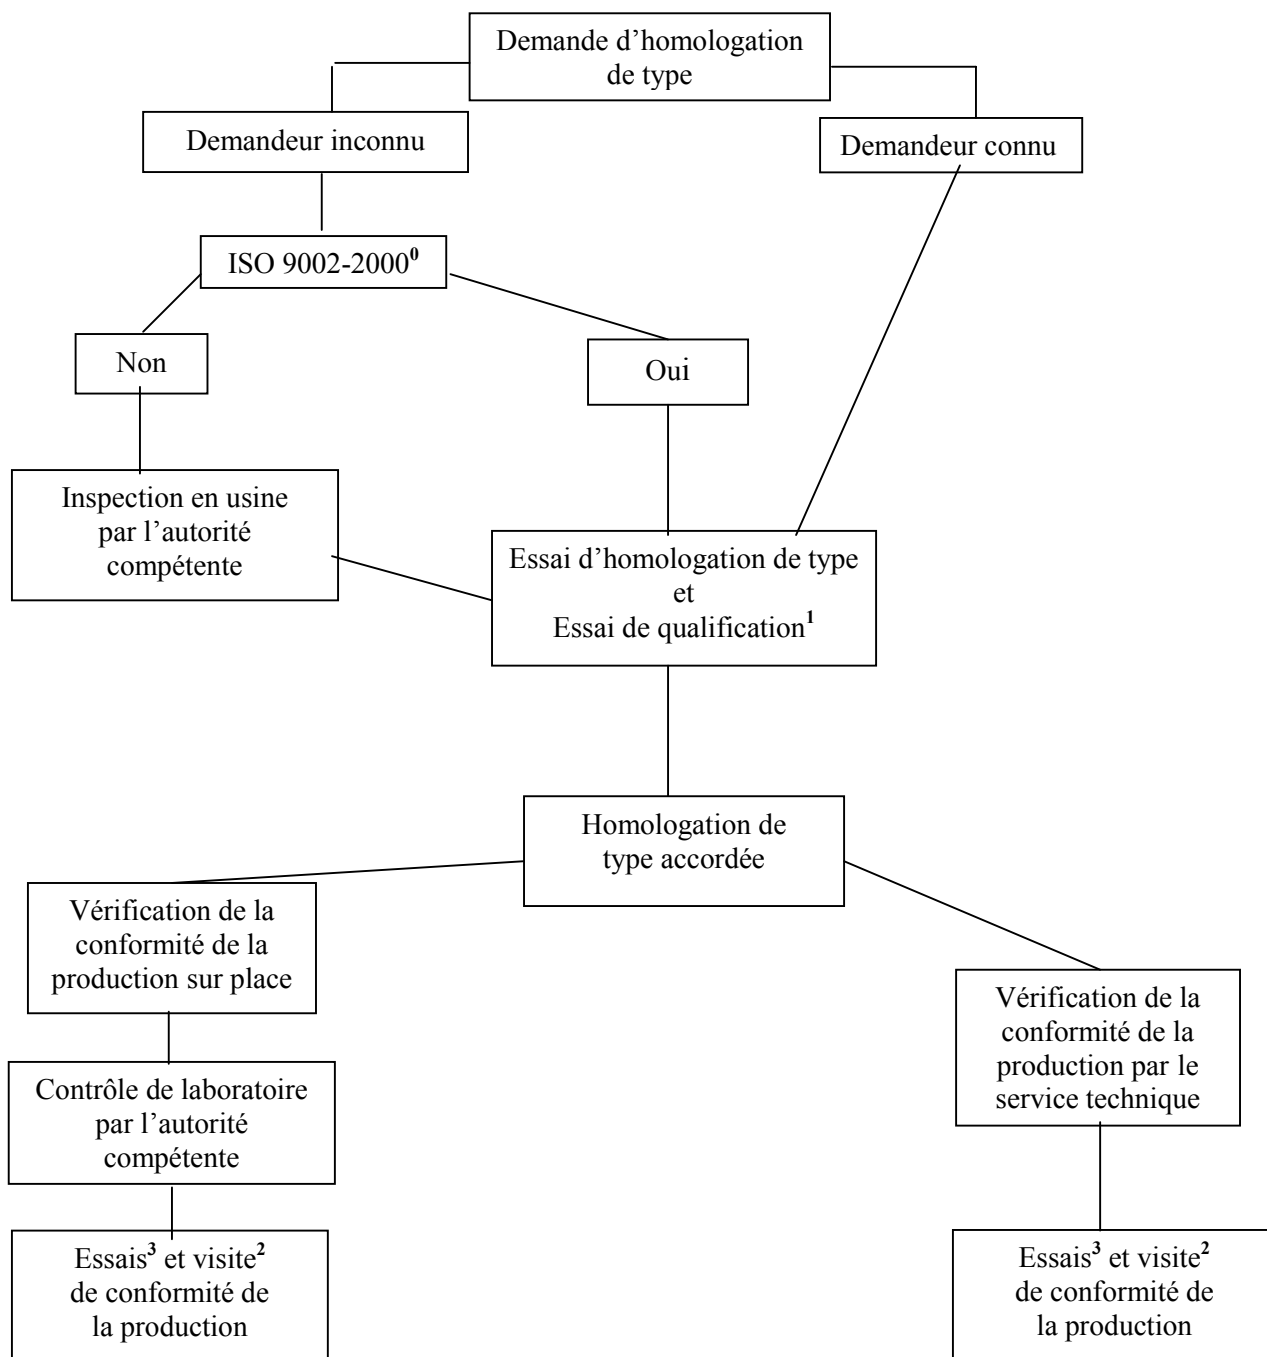 Demande d’homologation
de type
Demandeur inconnu
Demandeur connu
ISO 9002-2000⁰
Non
Oui
Inspection en usine
par l’autorité
compétente
Essai d’homologation de type
et
Essai de qualification¹
Homologation de
type accordée
Vérification de la
conformité de la
production sur place
Vérification de la
conformité de la
production par le
service technique
Contrôle de laboratoire
par l’autorité
compétente
Essais³ et visite²
de conformité de
la production
Essais³ et visite²
de conformité de
la production